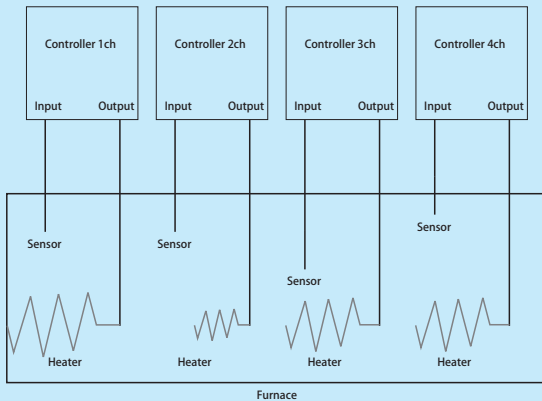 Controller 1ch Controller 2ch Controller 3ch Controller 4ch
Input Output Input Output Input Output Input Output
Sensor Sensor Sensor Sensor
Heater Heater Heater Heater
Furnace